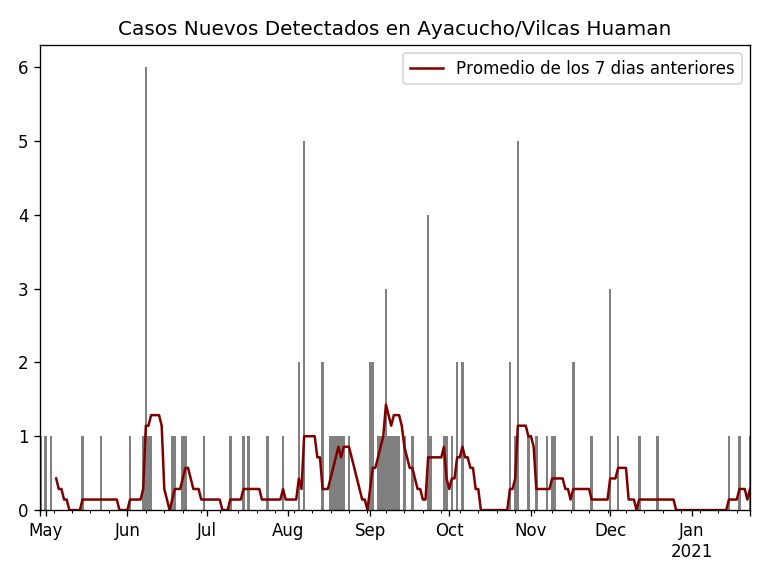 Casos Nuevos Detectados en Ayacucho/Vilcas Huaman
Promedio de los 7 dias anteriores
6
5
4
3
2
1
0
May Jun Jul Aug Sep Oct Nov Dec Jan
2021